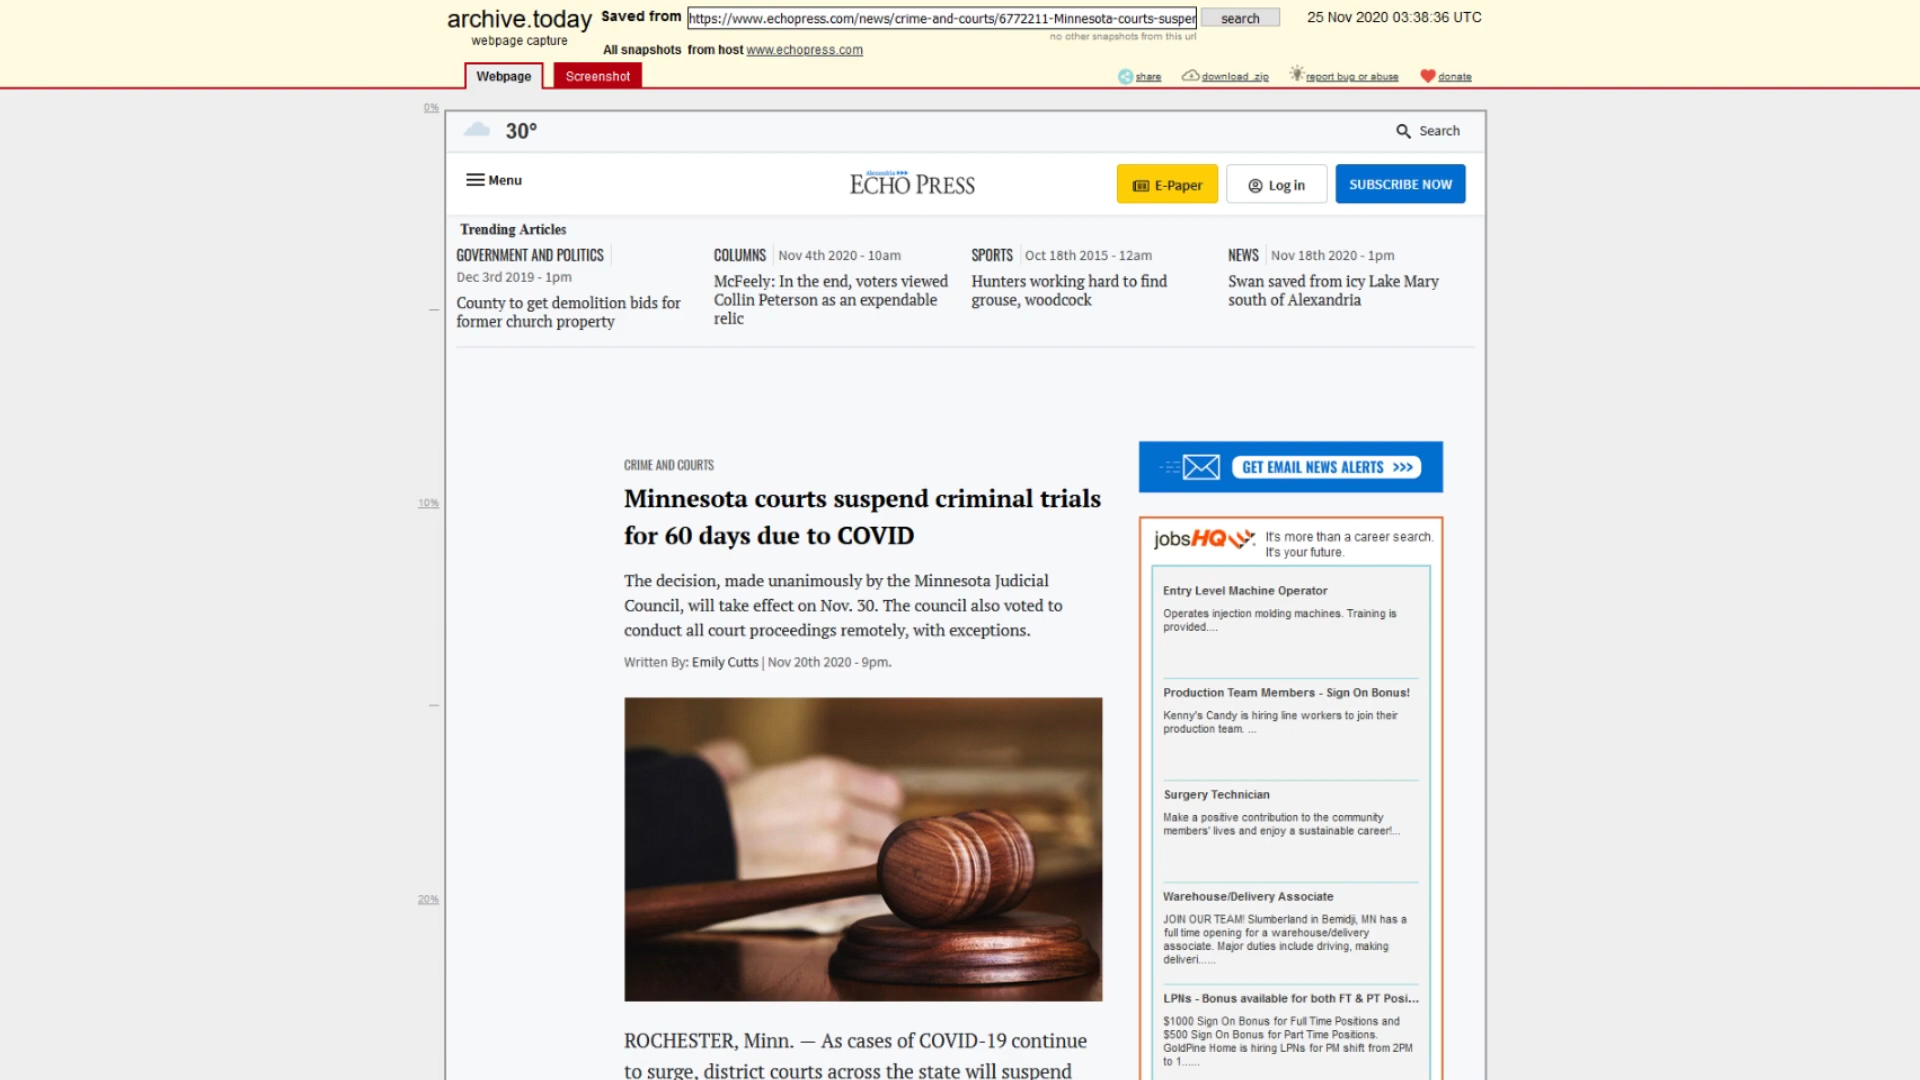 archive.today
webpage capture
Saved from
https://www.echopress.com/news/crime-and-courts/6772211-Minnesota-courts-susper
search
25 Nov 2020 03:38:36 UTC
no other snapshots from this url
All snapshots from host www.echopress.com
Webpage
Screenshot
share
download .zip
report bug or abuse
donate
0%
10%
20%
30°
Search
Menu
Alexandria
ECHO PRESS
E-Paper
Log in
SUBSCRIBE NOW
Trending Articles
GOVERNMENT AND POLITICS
Dec 3rd 2019 - 1pm
County to get demolition bids for
former church property
COLUMNS Nov 4th 2020 - 10am
McFeely: In the end, voters viewed
Collin Peterson as an expendable
relic
SPORTS Oct 18th 2015 - 12am
Hunters working hard to find
grouse, woodcock
NEWS Nov 18th 2020 - 1pm
Swan saved from icy Lake Mary
south of Alexandria
CRIME AND COURTS
Minnesota courts suspend criminal trials
for 60 days due to COVID
The decision, made unanimously by the Minnesota Judicial
Council, will take effect on Nov. 30. The council also voted to
conduct all court proceedings remotely, with exceptions.
Written By: Emily Cutts | Nov 20th 2020 - 9pm.
ROCHESTER, Minn. — As cases of COVID-19 continue
to surge, district courts across the state will suspend
GET EMAIL NEWS ALERTS >>>
jobsHQ
It's more than a career search.
It's your future.
Entry Level Machine Operator
Operates injection molding machines. Training is
provided....
Production Team Members - Sign On Bonus!
Kenny's Candy is hiring line workers to join their
production team. ...
Surgery Technician
Make a positive contribution to the community
members' lives and enjoy a sustainable career!...
Warehouse/Delivery Associate
JOIN OUR TEAM! Slumberland in Bemidji, MN has a
full time opening for a warehouse/delivery
associate. Major duties include driving, making
deliveri......
LPNs - Bonus available for both FT & PT Posi...
$1000 Sign On Bonus for Full Time Positions and
$500 Sign On Bonus for Part Time Positions.
GoldPine Home is hiring LPNs for PM shift from 2PM
to 1......